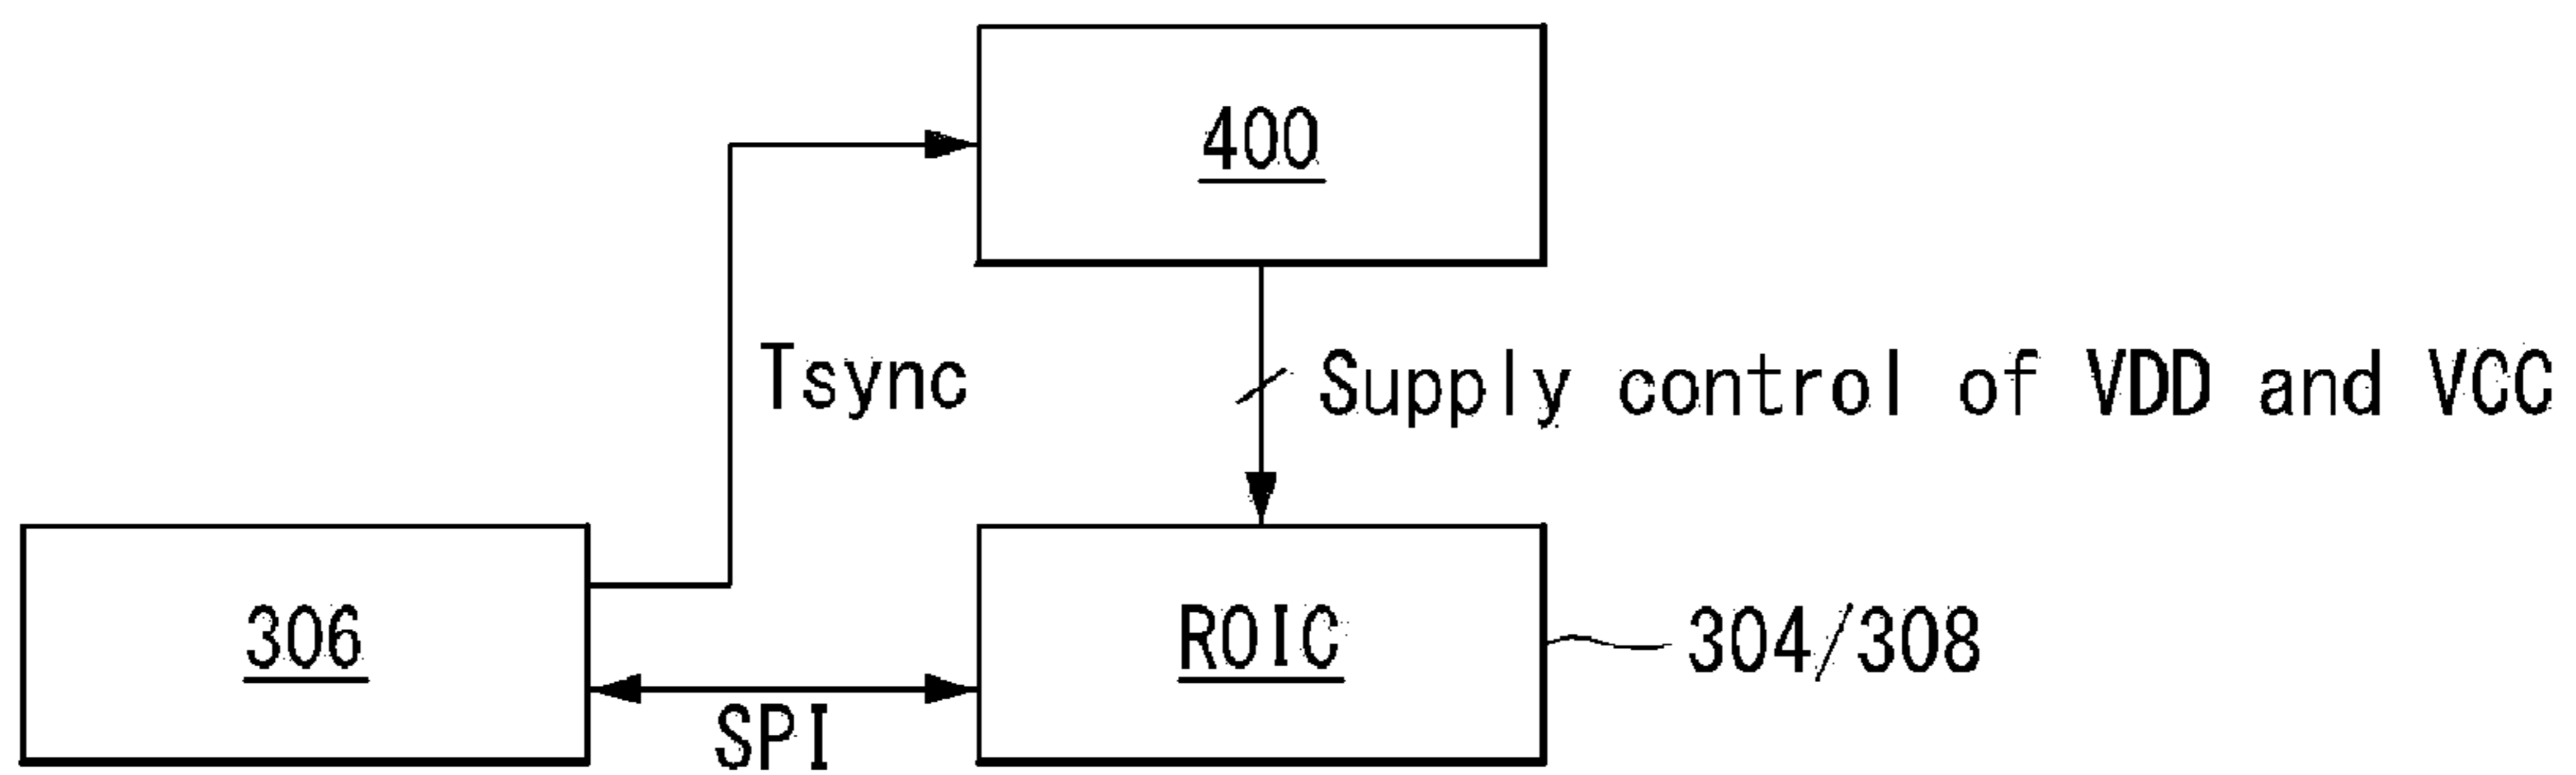 400
Tsync
Supply control of VDD and VCC
306
ROIC
304/308
SPI